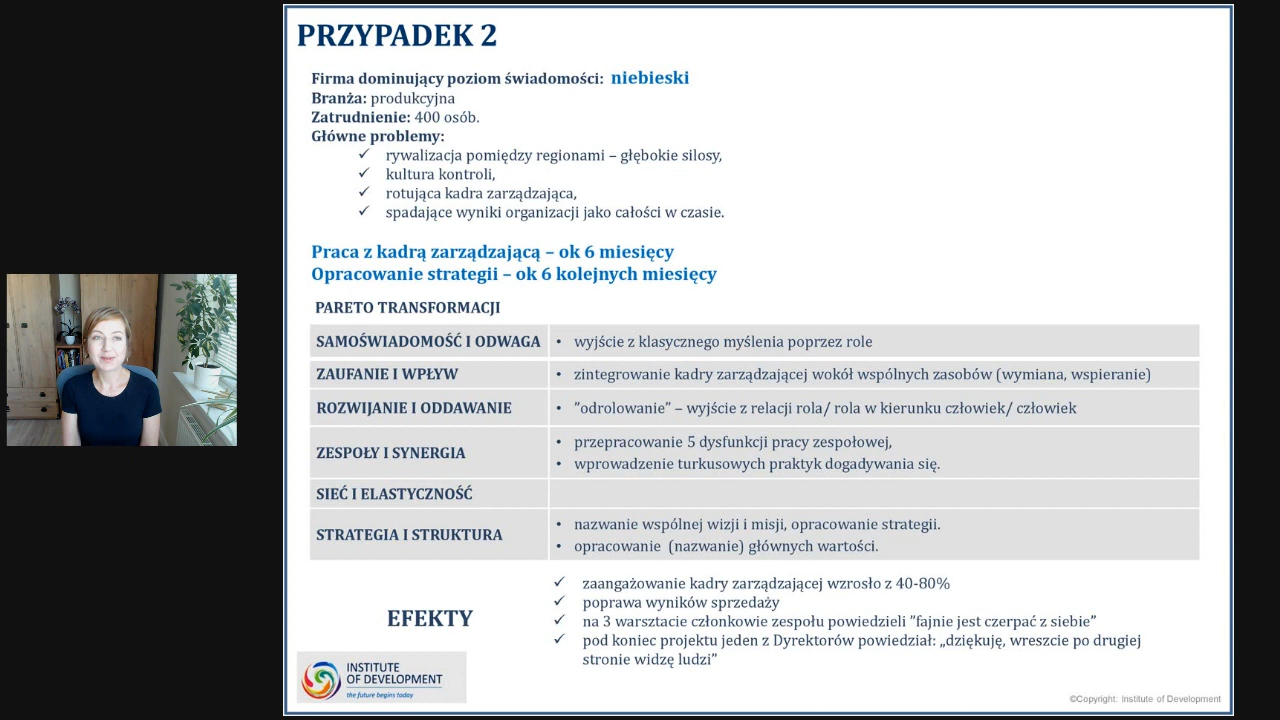 PRZYPADEK 2
Firma dominujący poziom świadomości: niebieski
Branża: produkcyjna
Zatrudnienie: 400 osób.
Główne problemy:
✓ rywalizacja pomiędzy regionami – głębokie silosy,
✓ kultura kontroli,
✓ rotująca kadra zarządzająca,
✓ spadające wyniki organizacji jako całości w czasie.
Praca z kadrą zarządzającą – ok 6 miesięcy
Opracowanie strategii – ok 6 kolejnych miesięcy
PARETO TRANSFORMACJI
SAMOŚWIADOMOŚĆ I ODWAGA • wyjście z klasycznego myślenia poprzez role
ZAUFANIE I WPŁYW • zintegrowanie kadry zarządzającej wokół wspólnych zasobów (wymiana, wspieranie)
ROZWIJANIE I ODDAWANIE • ”odrolowanie” – wyjście z relacji rola/ rola w kierunku człowiek/ człowiek
ZESPOŁY I SYNERGIA
• przepracowanie 5 dysfunkcji pracy zespołowej,
• wprowadzenie turkusowych praktyk dogadywania się.
SIEĆ I ELASTYCZNOŚĆ
STRATEGIA I STRUKTURA
• nazwanie wspólnej wizji i misji, opracowanie strategii.
• opracowanie (nazwanie) głównych wartości.
EFEKTY
✓ zaangażowanie kadry zarządzającej wzrosło z 40-80%
✓ poprawa wyników sprzedaży
✓ na 3 warsztacie członkowie zespołu powiedzieli ”fajnie jest czerpać z siebie”
✓ pod koniec projektu jeden z Dyrektorów powiedział: „dziękuję, wreszcie po drugiej
stronie widzę ludzi”
INSTITUTE
OF DEVELOPMENT
the future begins today
©Copyright: Institute of Development